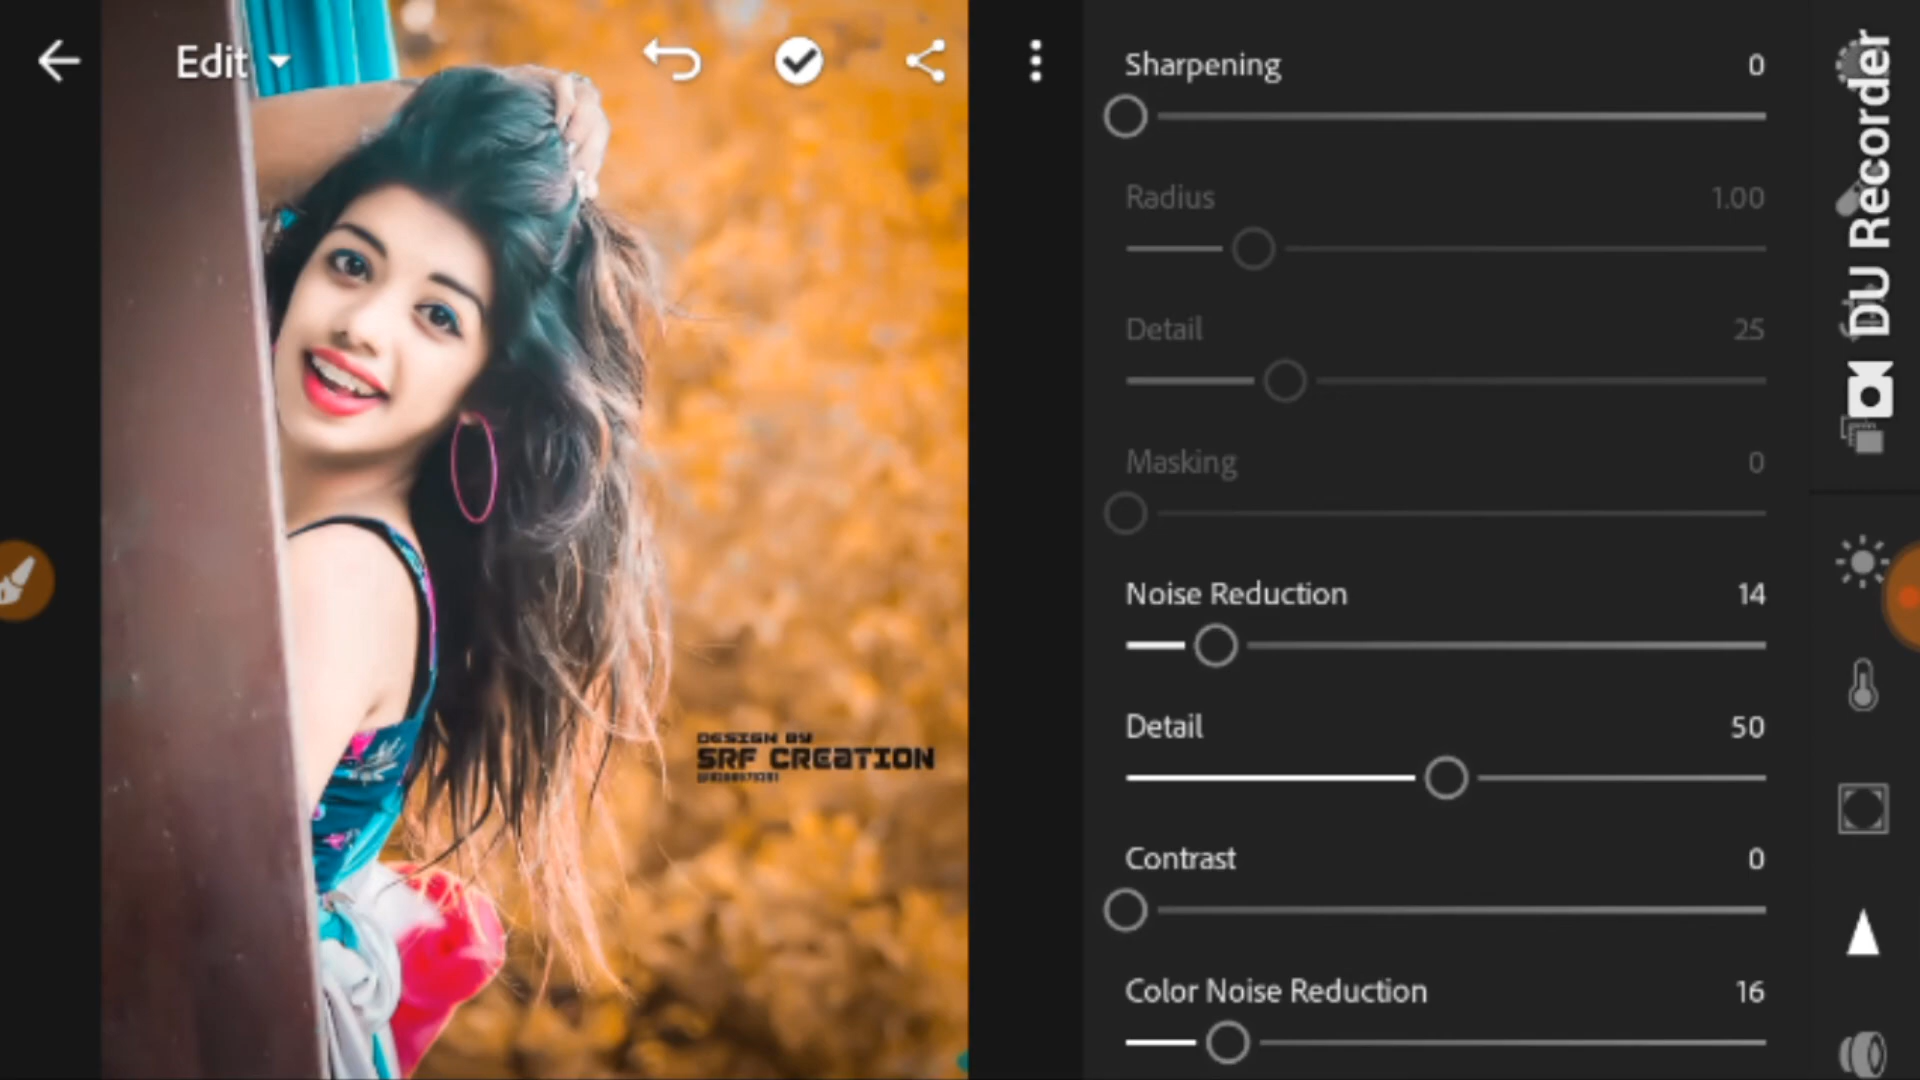 Edit
Sharpening 0
Radius 1.00
Detail 25
Masking 0
Noise Reduction 14
Detail 50
Contrast 0
Color Noise Reduction 16
DU Recorder
DESIGN BY
SRF CREATION